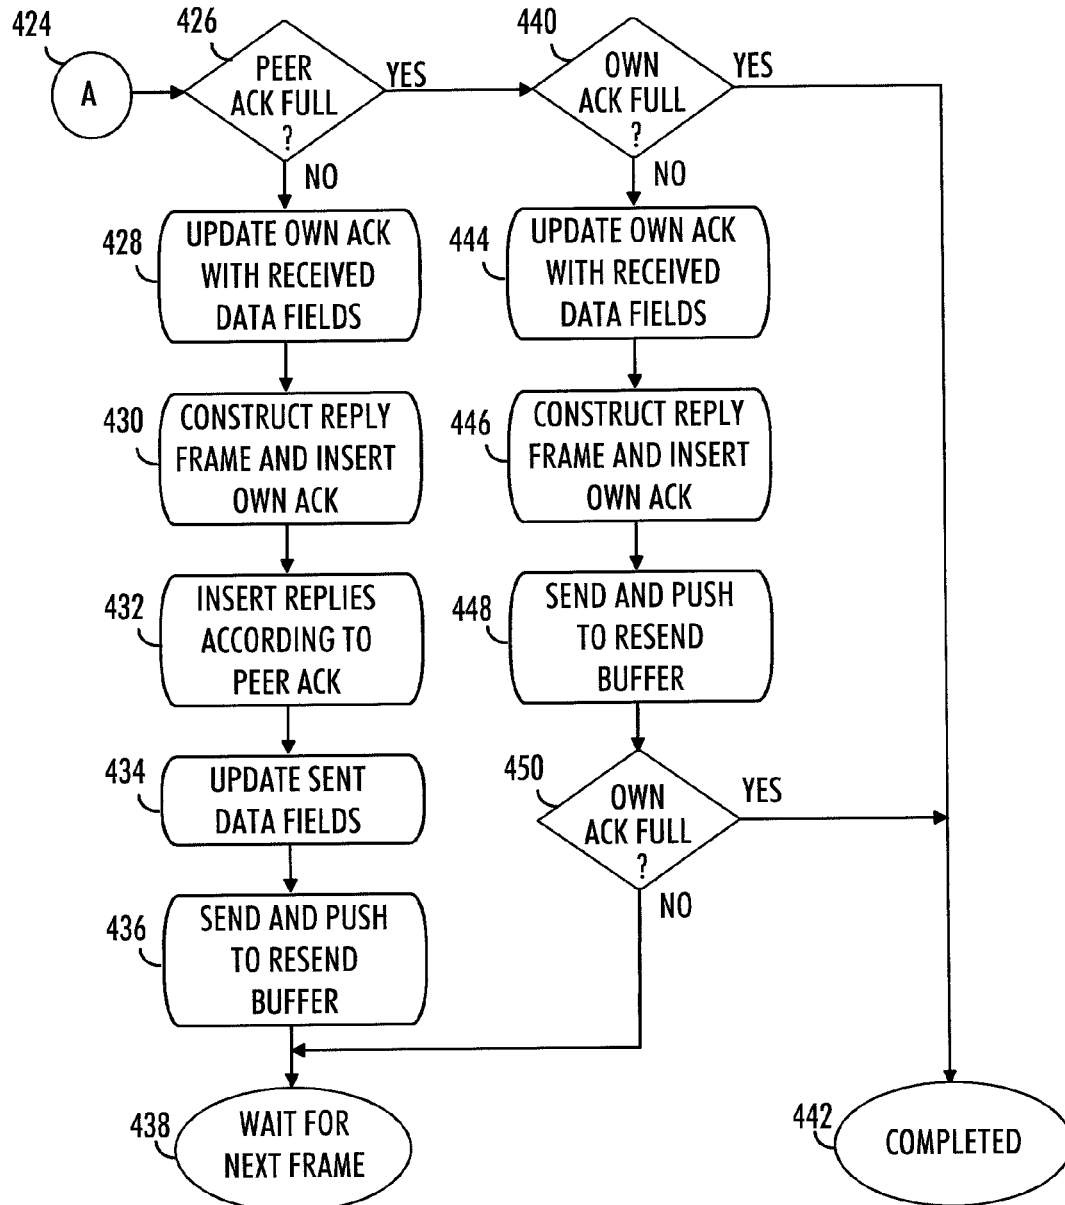 424
A
426
PEER
ACK FULL
?
YES
NO
440
OWN
ACK FULL
?
YES
NO
428
UPDATE OWN ACK
WITH RECEIVED
DATA FIELDS
444
UPDATE OWN ACK
WITH RECEIVED
DATA FIELDS
430
CONSTRUCT REPLY
FRAME AND INSERT
OWN ACK
446
CONSTRUCT REPLY
FRAME AND INSERT
OWN ACK
432
INSERT REPLIES
ACCORDING TO
PEER ACK
448
SEND AND PUSH
TO RESEND
BUFFER
434
UPDATE SENT
DATA FIELDS
450
OWN
ACK FULL
?
YES
NO
436
SEND AND PUSH
TO RESEND
BUFFER
438
WAIT FOR
NEXT FRAME
442
COMPLETED